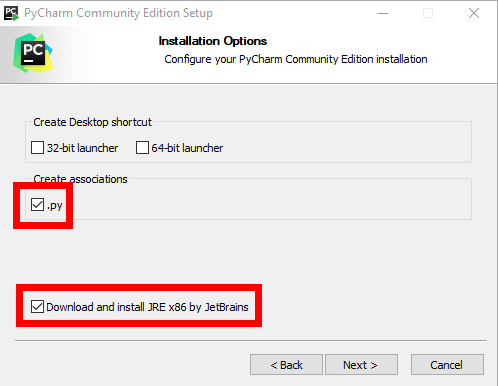 PC PyCharm Community Edition Setup
PC
Installation Options
Configure your PyCharm Community Edition installation
Create Desktop shortcut
32-bit launcher 64-bit launcher
Create associations
.py
Download and install JRE x86 by JetBrains
< Back Next > Cancel